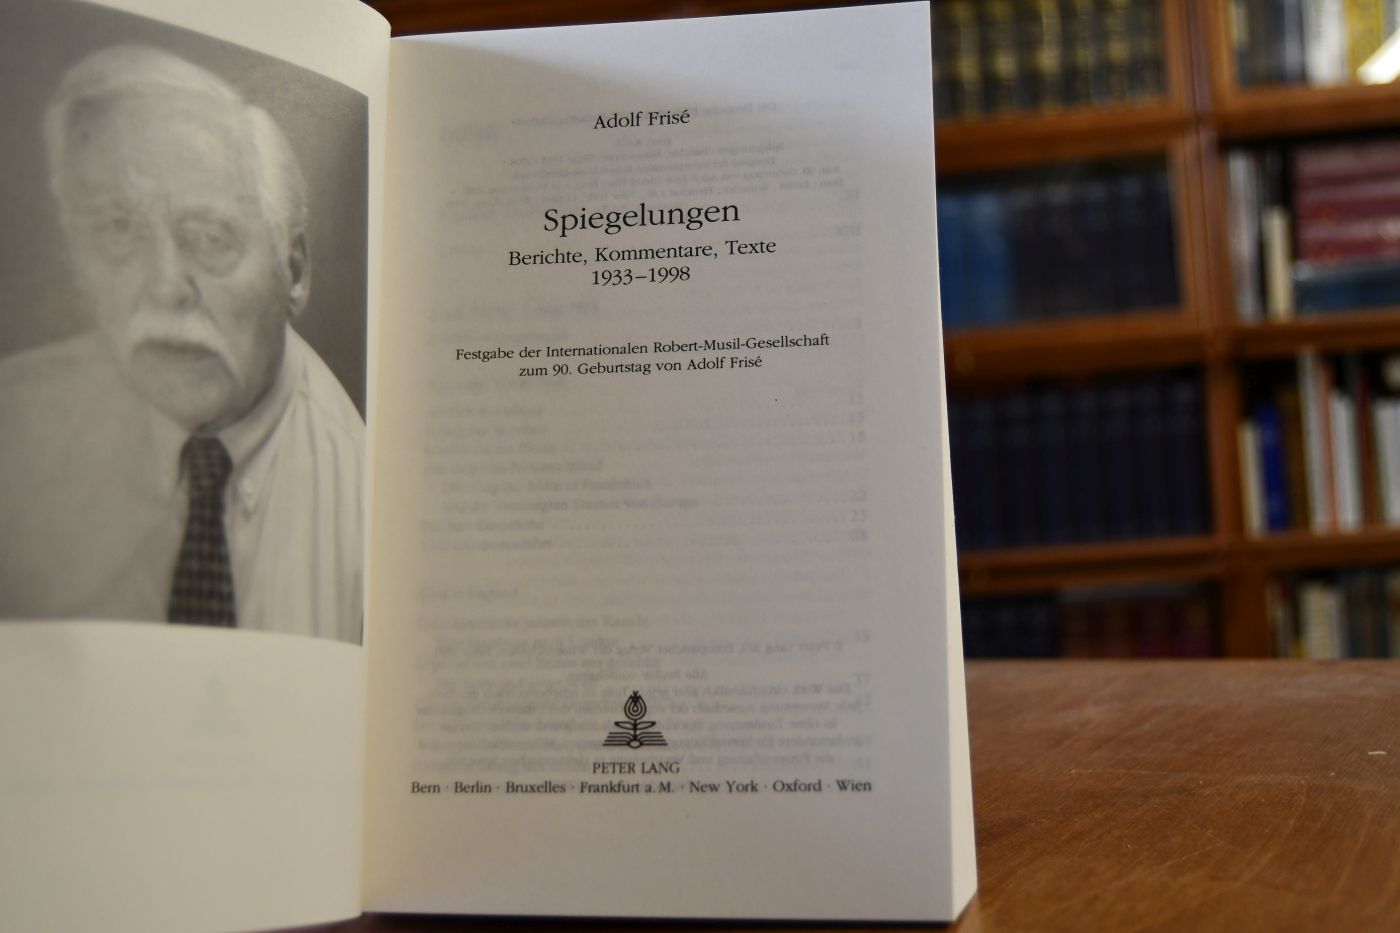 Adolf Frisé
Spiegelungen
Berichte, Kommentare, Texte
1933–1998
Festgabe der Internationalen Robert-Musil-Gesellschaft
zum 90. Geburtstag von Adolf Frisé
PETER LANG
Bern · Berlin · Bruxelles · Frankfurt a. M. · New York · Oxford · Wien